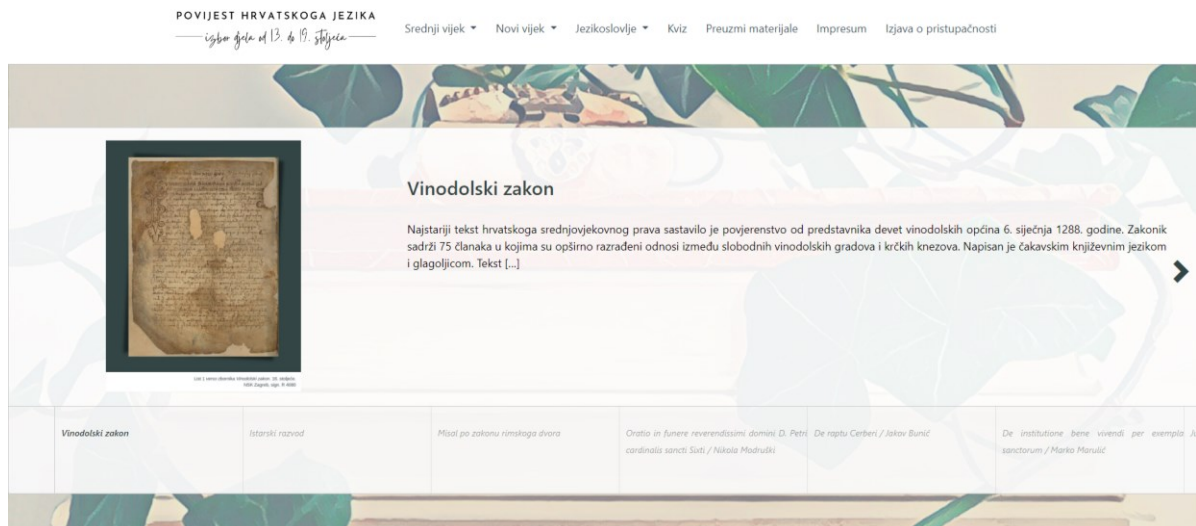 POVIJEST HRVATSKOGA JEZIKA
izbor djela od 13. do 19. stoljeća
Srednji vijek
Novi vijek
Jezikoslovlje
Kviz
Preuzmi materijale
Impresum
Izjava o pristupačnosti
Vinodolski zakon
Najstariji tekst hrvatskoga srednjovjekovnog prava sastavilo je povjerenstvo od predstavnika devet vinodolskih općina 6. siječnja 1288. godine. Zakonik
sadrži 75 članaka u kojima su opširno razrađeni odnosi između slobodnih vinodolskih gradova i krčkih knezova. Napisan je čakavskim književnim jezikom
i glagoljicom. Tekst [...]
Vinodolski zakon
Istarski razvod
Misal po zakonu rimskoga dvora
Oratio in funere reverendissimi domini D. Petri
cardinalis sancti Sixti / Nikola Modruški
De raptu Cerberi / Jakov Bunić
De institutione bene vivendi per exempla
sanctorum / Marko Marulić